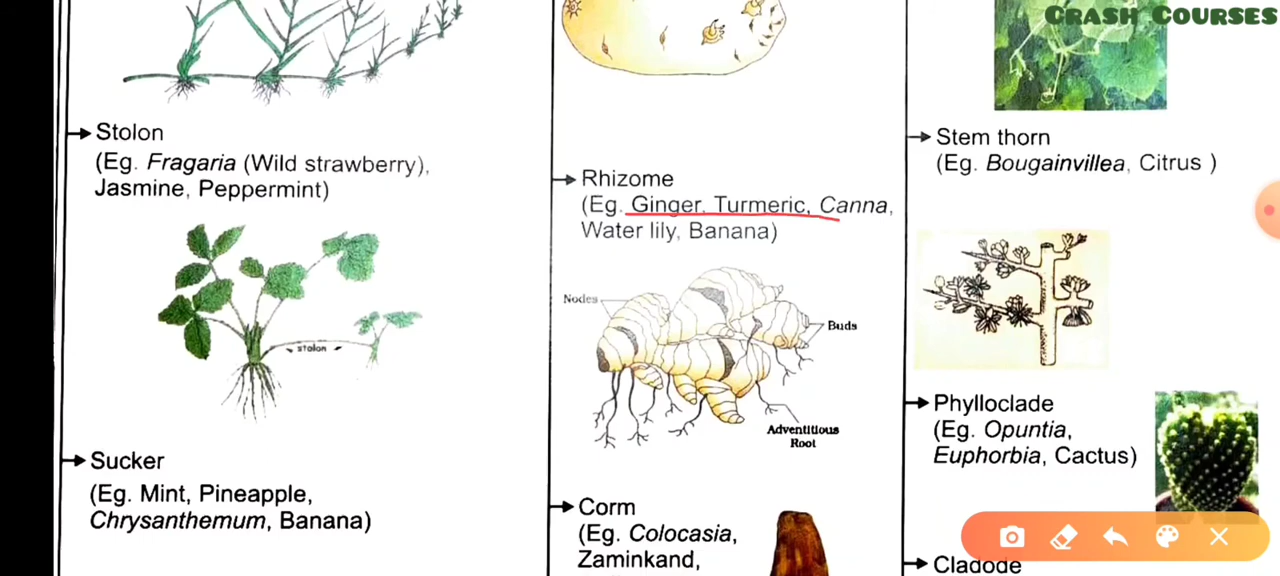 CRASH COURSES
Stolon
(Eg. Fragaria (Wild strawberry),
Jasmine, Peppermint)
stolon
Sucker
(Eg. Mint, Pineapple,
Chrysanthemum, Banana)
Rhizome
(Eg. Ginger, Turmeric, Canna,
Water lily, Banana)
Nodes
Buds
Adventitious
Root
Corm
(Eg. Colocasia,
Zaminkand,
Stem thorn
(Eg. Bougainvillea, Citrus )
Phylloclade
(Eg. Opuntia,
Euphorbia, Cactus)
Cladode